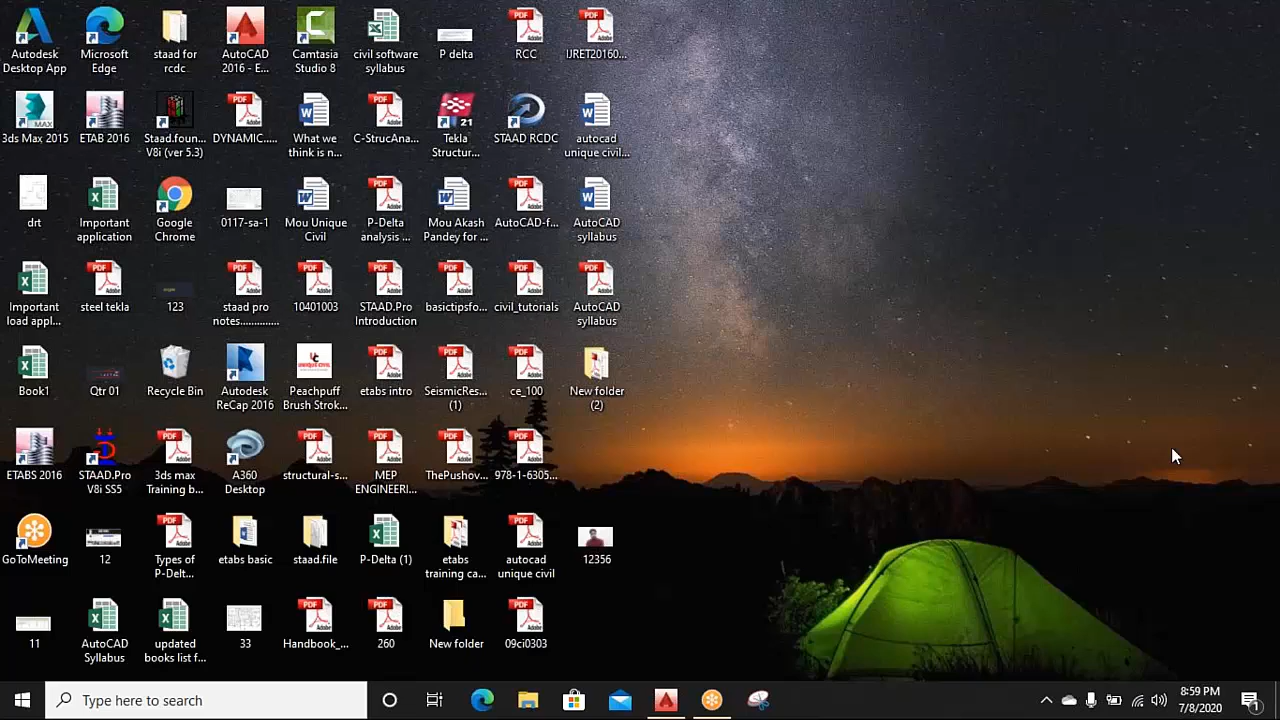 Autodesk
Desktop App
Microsoft
Edge
staad for
rcdc
AutoCAD
2016 - E...
Camtasia
Studio 8
civil software
syllabus
P delta
RCC
IJRET20160...
3ds Max 2015
ETAB 2016
Staad.foun...
V8i (ver 5.3)
DYNAMIC....
What we
think is n...
C-StrucAna...
Tekla
Structur...
STAAD RCDC
autocad
unique civil...
drt
Important
application
Google
Chrome
0117-sa-1
Mou Unique
Civil
P-Delta
analysis ...
Mou Akash
Pandey for ...
AutoCAD-f...
AutoCAD
syllabus
Important
load appl...
steel tekla
123
staad pro
notes..............
10401003
STAAD.Pro
Introduction
basictipsfo...
civil_tutorials
AutoCAD
syllabus
Book1
Qtr 01
Recycle Bin
Autodesk
ReCap 2016
Peachpuff
Brush Strok...
etabs intro
SeismicRes...
(1)
ce_100
New folder
(2)
ETABS 2016
STAAD.Pro
V8i SS5
3ds max
Training b...
A360
Desktop
structural-s...
MEP
ENGINEERI...
ThePushov...
978-1-6305...
GoToMeeting
12
Types of
P-Delt...
etabs basic
staad.file
P-Delta (1)
etabs
training ca...
autocad
unique civil
12356
11
AutoCAD
Syllabus
updated
books list f...
33
Handbook_...
260
New folder
09ci0303
Type here to search
8:59 PM
7/8/2020